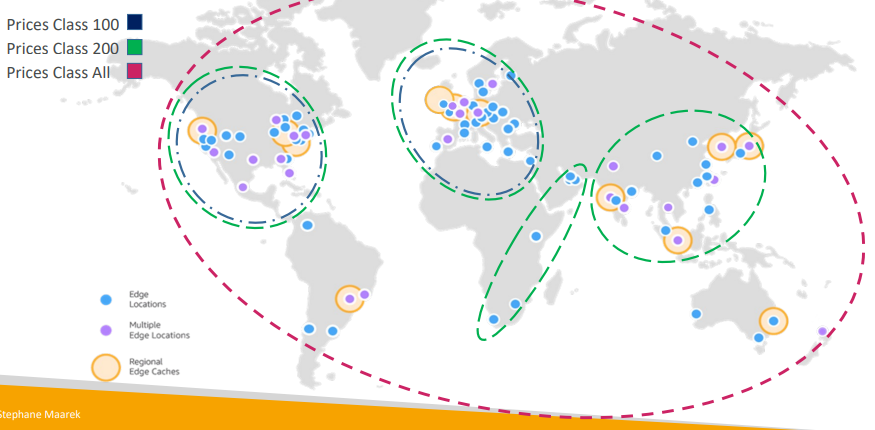 Prices Class 100
Prices Class 200
Prices Class All
Edge
Locations
Multiple
Edge Locations
Regional
Edge Caches
Stephane Maarek